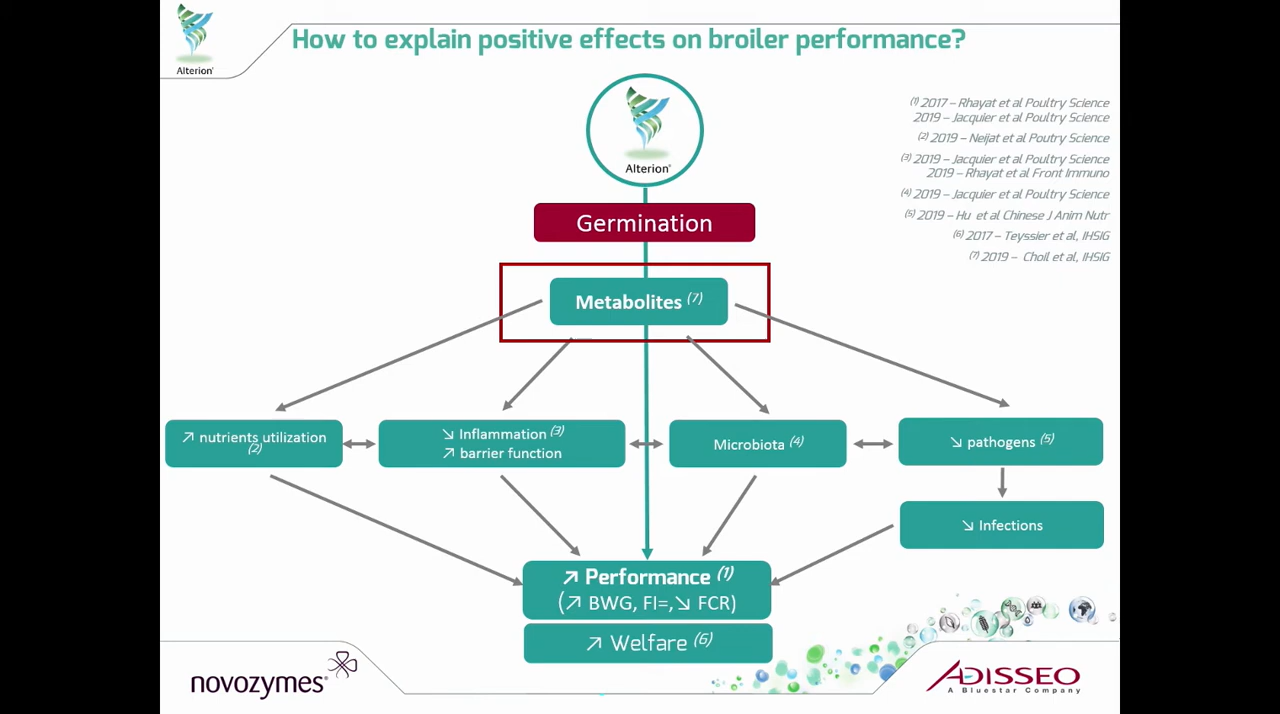 How to explain positive effects on broiler performance?
Alterion®
Alterion®
(1) 2017 – Rhayat et al Poultry Science
2019 – Jacquier et al Poultry Science
(2) 2019 – Neijat et al Poutry Science
(3) 2019 – Jacquier et al Poultry Science
2019 – Rhayat et al Front Immuno
(4) 2019 – Jacquier et al Poultry Science
(5) 2019 – Hu et al Chinese J Anim Nutr
(6) 2017 – Teyssier et al, IHSIG
(7) 2019 – Choil et al, IHSIG
Germination
Metabolites (7)
↗ nutrients utilization
(2)
↘ Inflammation (3)
↗ barrier function
Microbiota (4)
↘ pathogens (5)
↘ Infections
↗ Performance (1)
(↗ BWG, FI=,↘ FCR)
↗ Welfare (6)
novozymes®
ADISSEO
A Bluestar Company